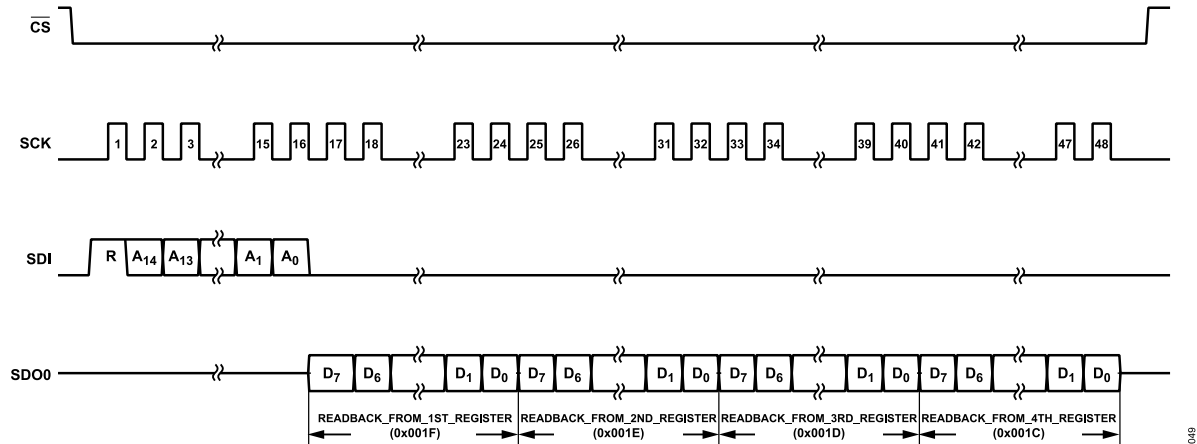 CS
SCK 1 2 3 15 16 17 18 23 24 25 26 31 32 33 34 39 40 41 42 47 48
SDI R A14 A13 A1 A0
SDO0 D7 D6 D1 D0 D7 D6 D1 D0 D7 D6 D1 D0 D7 D6 D1 D0
READBACK_FROM_1ST_REGISTER READBACK_FROM_2ND_REGISTER READBACK_FROM_3RD_REGISTER READBACK_FROM_4TH_REGISTER
(0x001F) (0x001E) (0x001D) (0x001C)
049